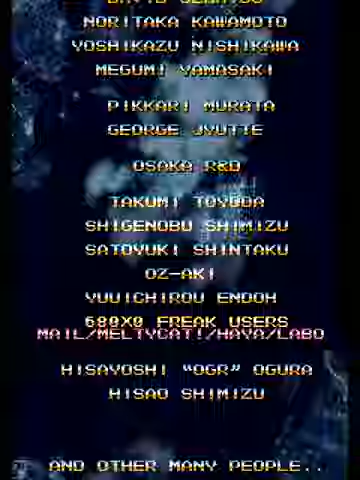 NORITAKA KAWAMOTO
YOSHIKAZU NISHIKAWA
MEGUMI YAMASAKI
PIKKARI MURATA
GEORGE JYUTTE
OSAKA R&D
TAKUMI TOYODA
SHIGENOBU SHIMIZU
SATOYUKI SHINTAKU
OZ-AKI
YUUICHIROU ENDOH
680X0 FREAK USERS
MAIL/MELTYCAT!/HAYA/LABO
HISAYOSHI "OGR" OGURA
HISAO SHIMIZU
AND OTHER MANY PEOPLE..